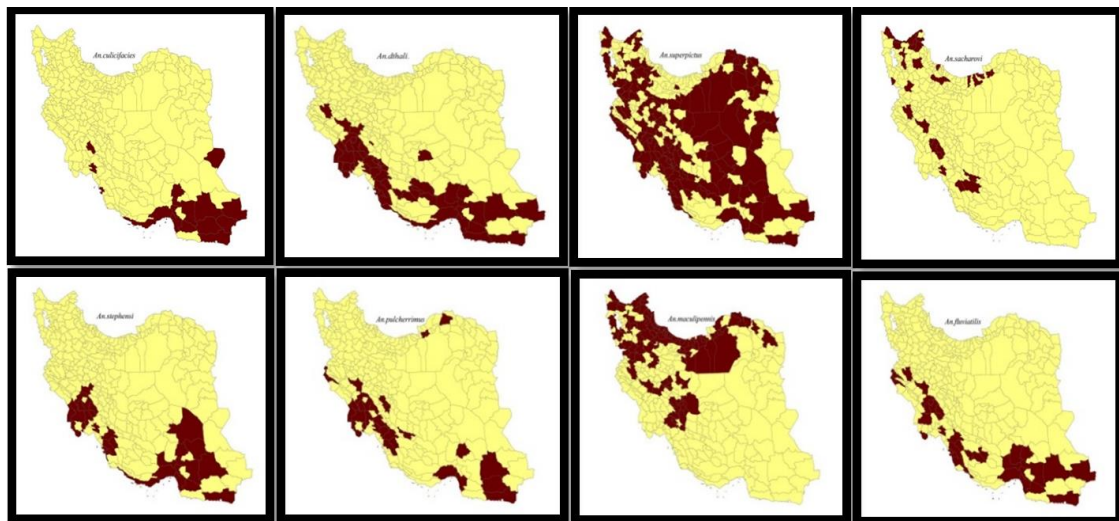 An.culicifacies
An.dthali.
An.superpictus
An.sacharovi
An.stephensi
An.pulcherrimus
An.maculipennis
An.fluviatilis